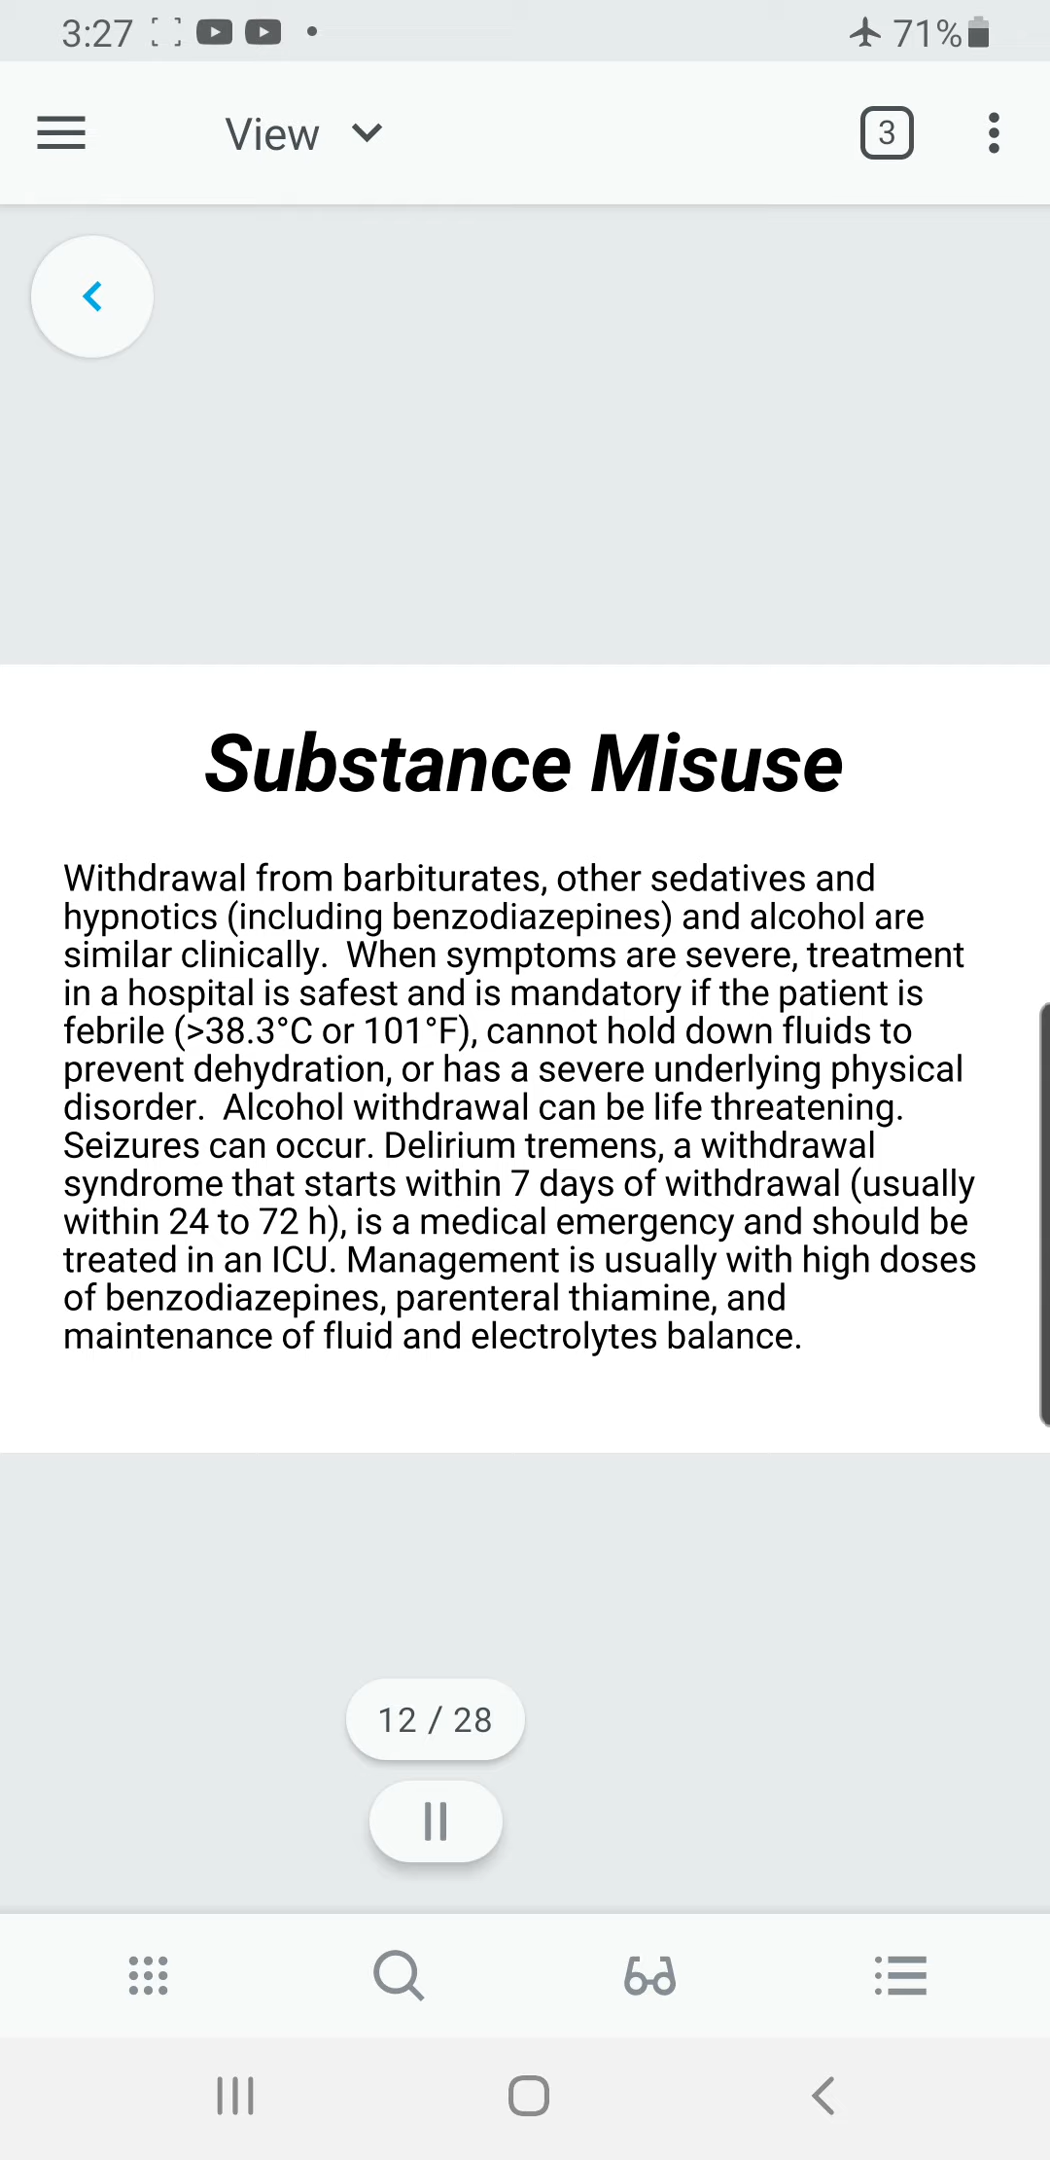 3:27
71%
View
3
Substance Misuse
Withdrawal from barbiturates, other sedatives and
hypnotics (including benzodiazepines) and alcohol are
similar clinically.  When symptoms are severe, treatment
in a hospital is safest and is mandatory if the patient is
febrile (>38.3°C or 101°F), cannot hold down fluids to
prevent dehydration, or has a severe underlying physical
disorder.  Alcohol withdrawal can be life threatening.
Seizures can occur. Delirium tremens, a withdrawal
syndrome that starts within 7 days of withdrawal (usually
within 24 to 72 h), is a medical emergency and should be
treated in an ICU. Management is usually with high doses
of benzodiazepines, parenteral thiamine, and
maintenance of fluid and electrolytes balance.
12 / 28